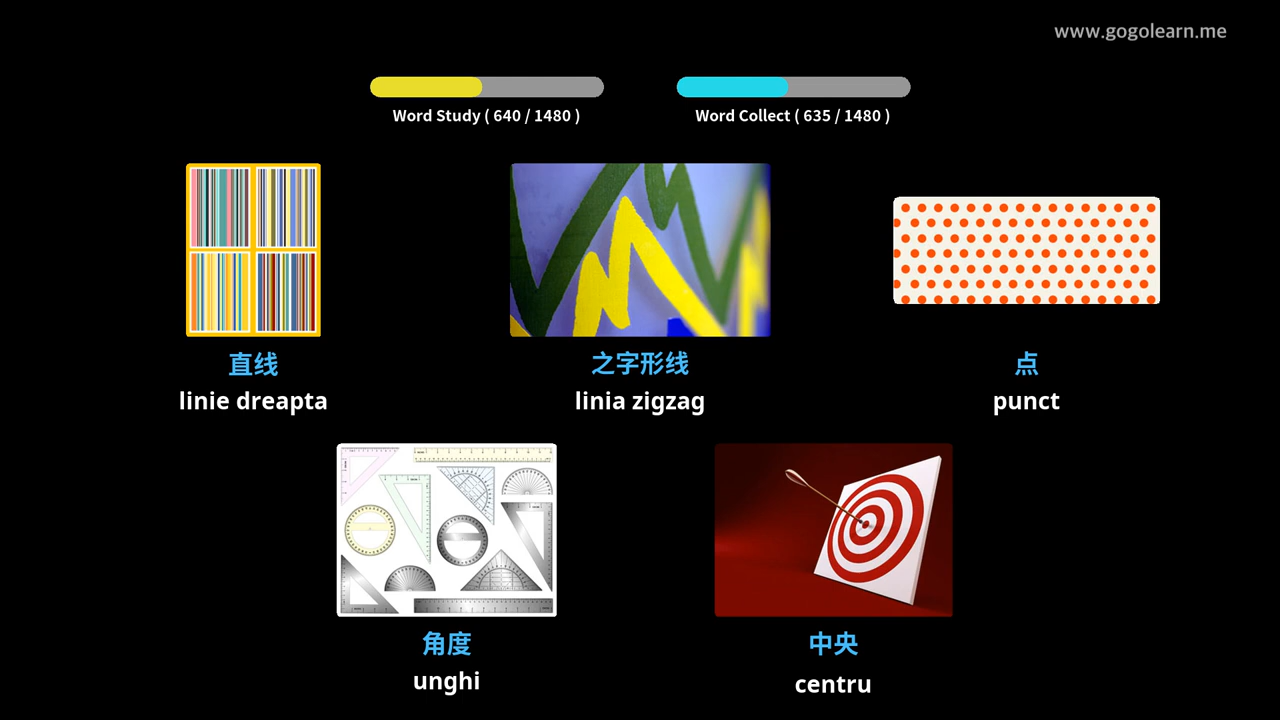 www.gogolearn.me
Word Study ( 640 / 1480 )
Word Collect ( 635 / 1480 )
直线
linie dreapta
之字形线
linia zigzag
点
punct
角度
unghi
中央
centru